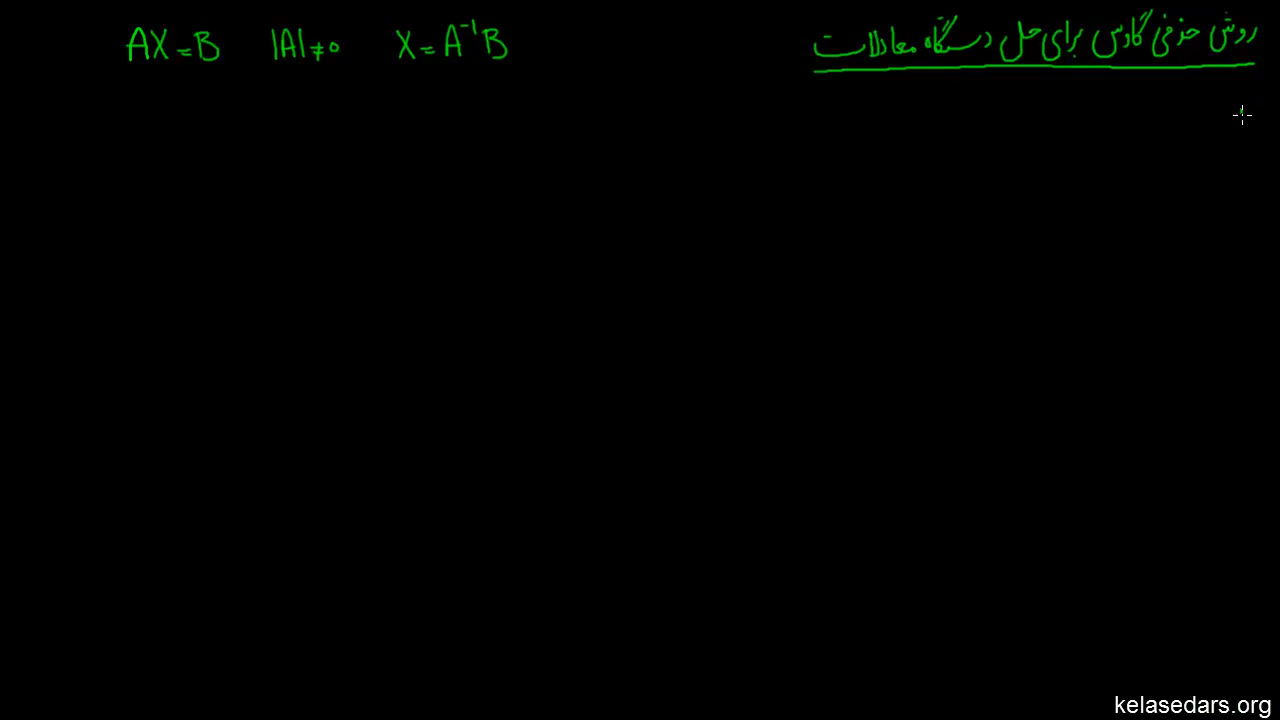 روش حذفی گاوس برای حل دستگاه معادلات
AX = B |A| ≠ 0 X = A⁻¹B
kelasedars.org